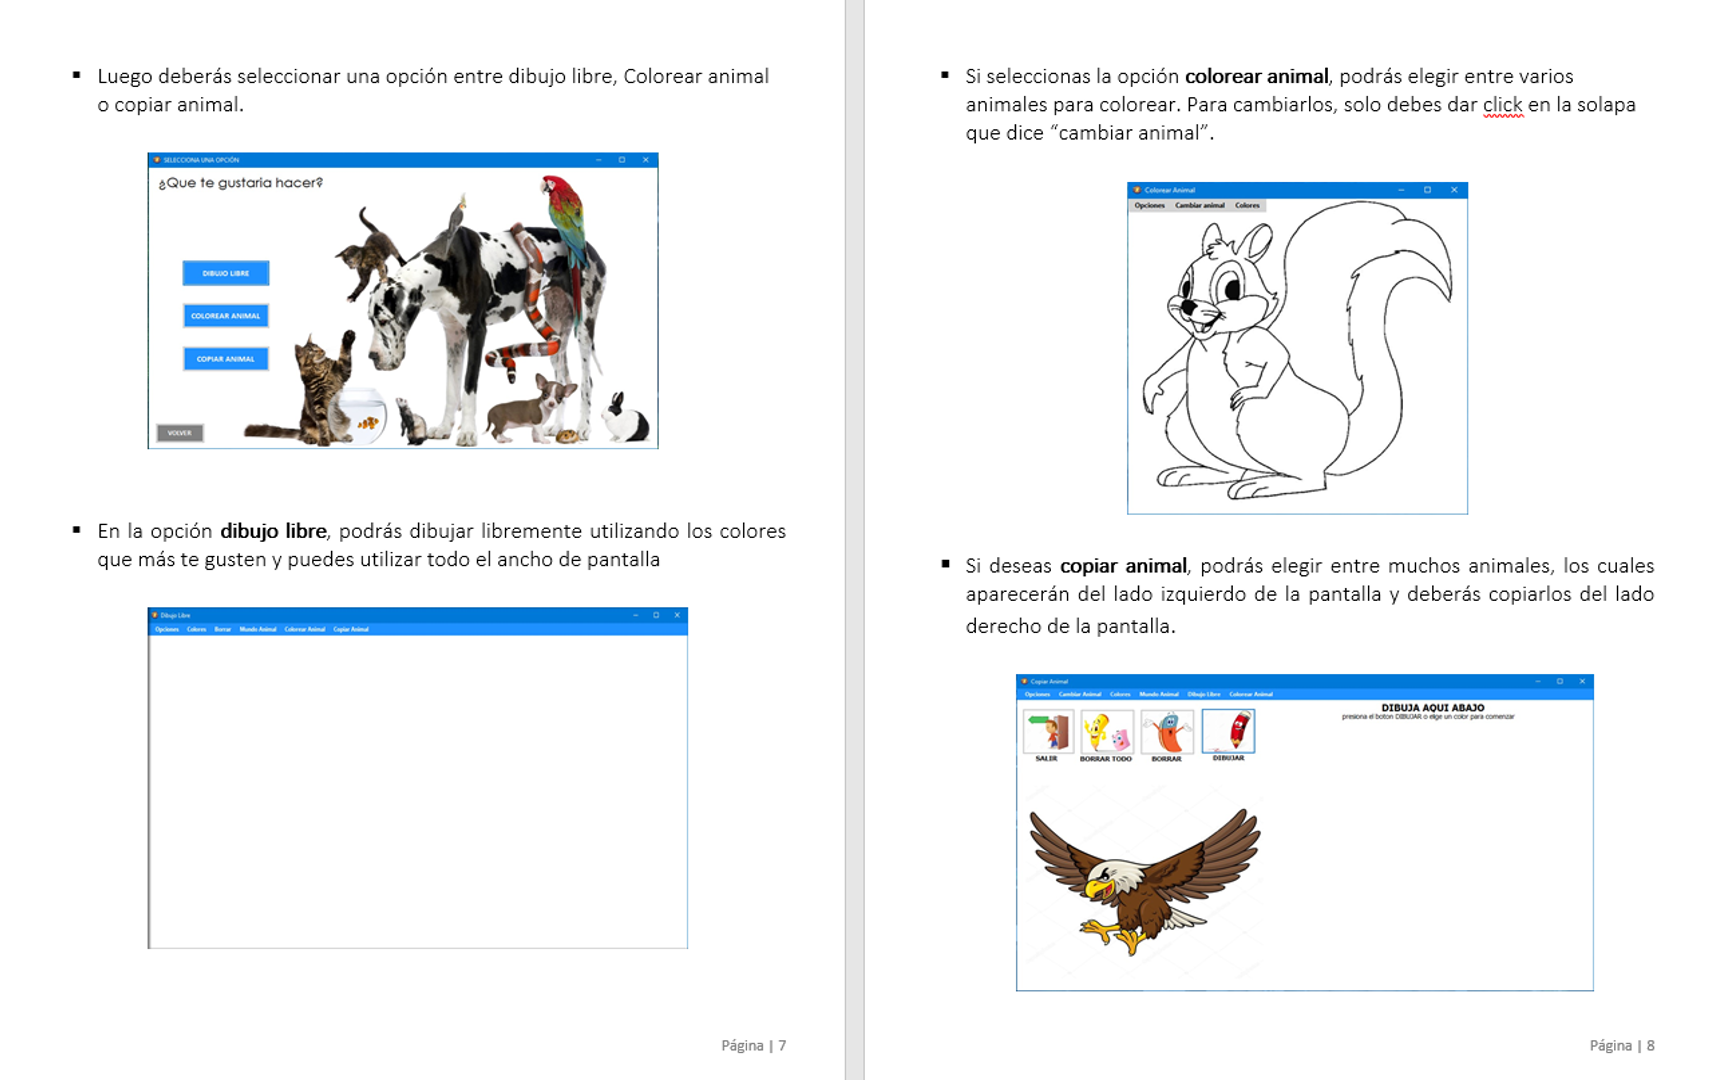 Luego deberás seleccionar una opción entre dibujo libre, Colorear animal
o copiar animal.
SELECCIONA UNA OPCIÓN
¿Que te gustaria hacer?
DIBUJO LIBRE
COLOREAR ANIMAL
COPIAR ANIMAL
VOLVER
En la opción dibujo libre, podrás dibujar libremente utilizando los colores
que más te gusten y puedes utilizar todo el ancho de pantalla
Dibujo Libre
Opciones Colores Borrar Mundo Animal Colorear Animal Copiar Animal
Página | 7
Si seleccionas la opción colorear animal, podrás elegir entre varios
animales para colorear. Para cambiarlos, solo debes dar click en la solapa
que dice “cambiar animal”.
Colorear Animal
Opciones Cambiar animal Colores
Si deseas copiar animal, podrás elegir entre muchos animales, los cuales
aparecerán del lado izquierdo de la pantalla y deberás copiarlos del lado
derecho de la pantalla.
Copiar Animal
Opciones Cambiar Animal Colores Mundo Animal Dibujo Libre Colorear Animal
DIBUJA AQUI ABAJO
presiona el boton DIBUJAR o elige un color para comenzar
SALIR BORRAR TODO BORRAR DIBUJAR
Página | 8